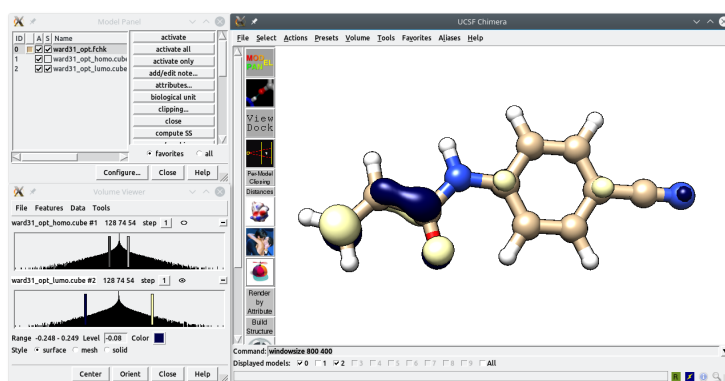 Model Panel
ID A S Name
0 ward31_opt.fchk
1 ward31_opt_homo.cube
2 ward31_opt_lumo.cube
activate
activate all
activate only
add/edit note...
attributes...
biological unit
clipping...
close
compute SS
favorites all
Configure... Close Help
Volume Viewer
File Features Data Tools
ward31_opt_homo.cube #1 128 74 54 step 1
ward31_opt_lumo.cube #2 128 74 54 step 1
Range -0.248 - 0.249 Level -0.08 Color
Style surface mesh solid
Center Orient Close Help
UCSF Chimera
File Select Actions Presets Volume Tools Favorites Aliases Help
MODEL
PANEL
View
Dock
Per-Model
Clipping
Distances
Render
by
Attribute
Build
Structure
Command: windowsize 800 400
Displayed models: 0 1 2 3 4 5 6 7 8 9 All